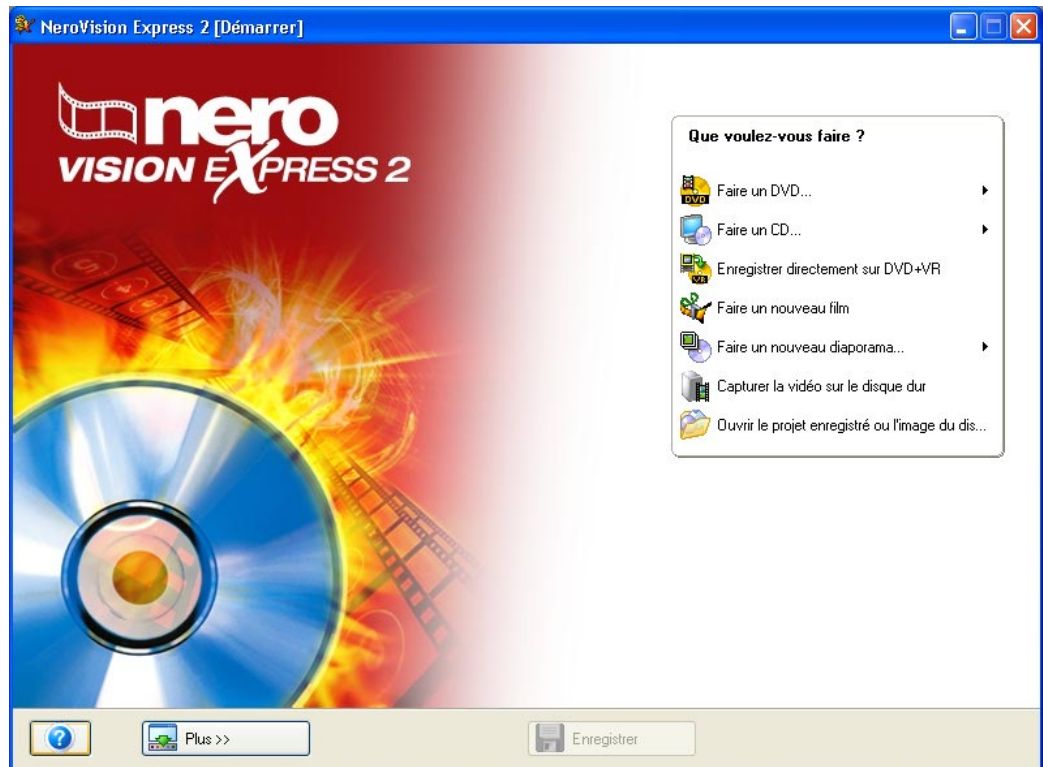 NeroVision Express 2 [Démarrer]
nero
VISION EXPRESS 2
Que voulez-vous faire ?
Faire un DVD...
Faire un CD...
Enregistrer directement sur DVD+VR
Faire un nouveau film
Faire un nouveau diaporama...
Capturer la vidéo sur le disque dur
Ouvrir le projet enregistré ou l'image du dis...
Plus >>
Enregistrer